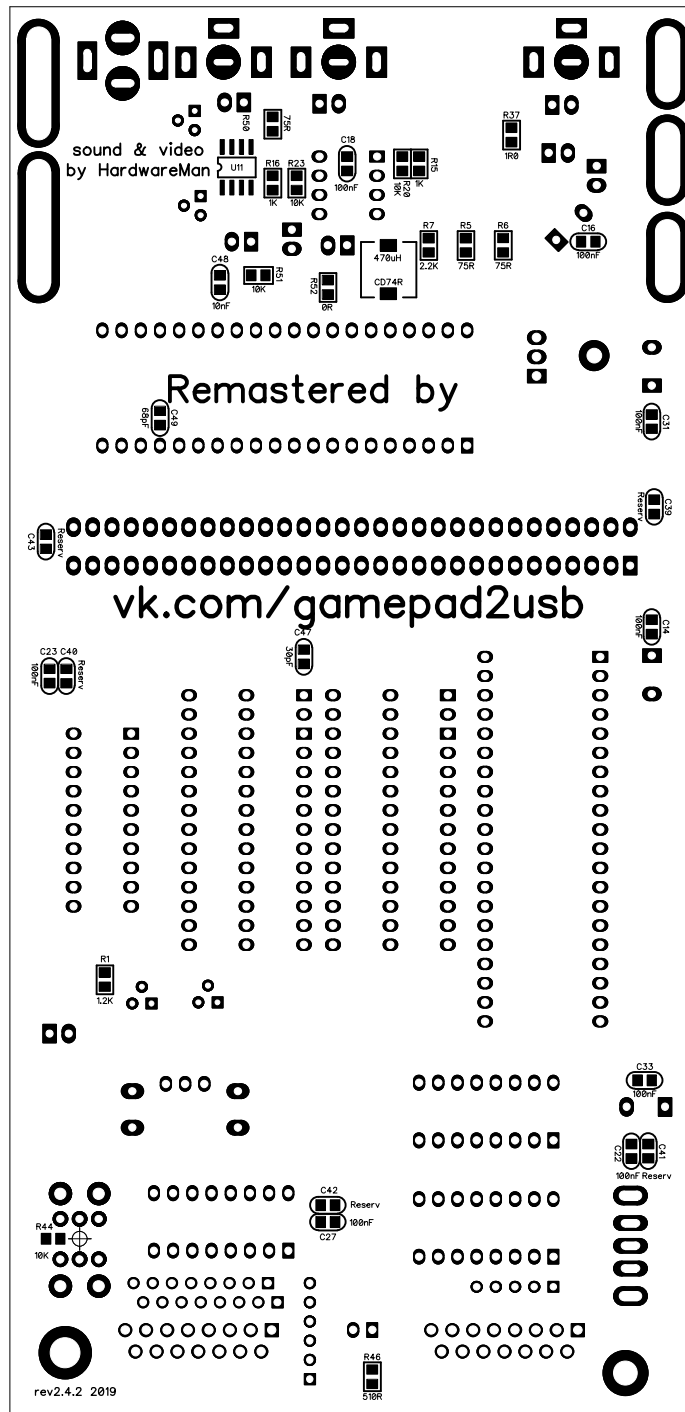 R50
75R
R37
1R0
sound & video
by HardwareMan
U11
C18
100nF
R16
1K
R23
10K
R20
10K
R15
1K
C16
100nF
R7
2.2K
R5
75R
R6
75R
470uH
CD74R
C48
10nF
R51
10K
R52
0R
Remastered by
C49
68pF
C31
100nF
C39
Reserv
C43
Reserv
vk.com/gamepad2usb
C14
100nF
C47
30pF
C23
C40
100nF
Reserv
R1
1.2K
C33
100nF
C22
C41
100nF
Reserv
C42
Reserv
100nF
C27
R44
10K
R46
510R
rev2.4.2 2019